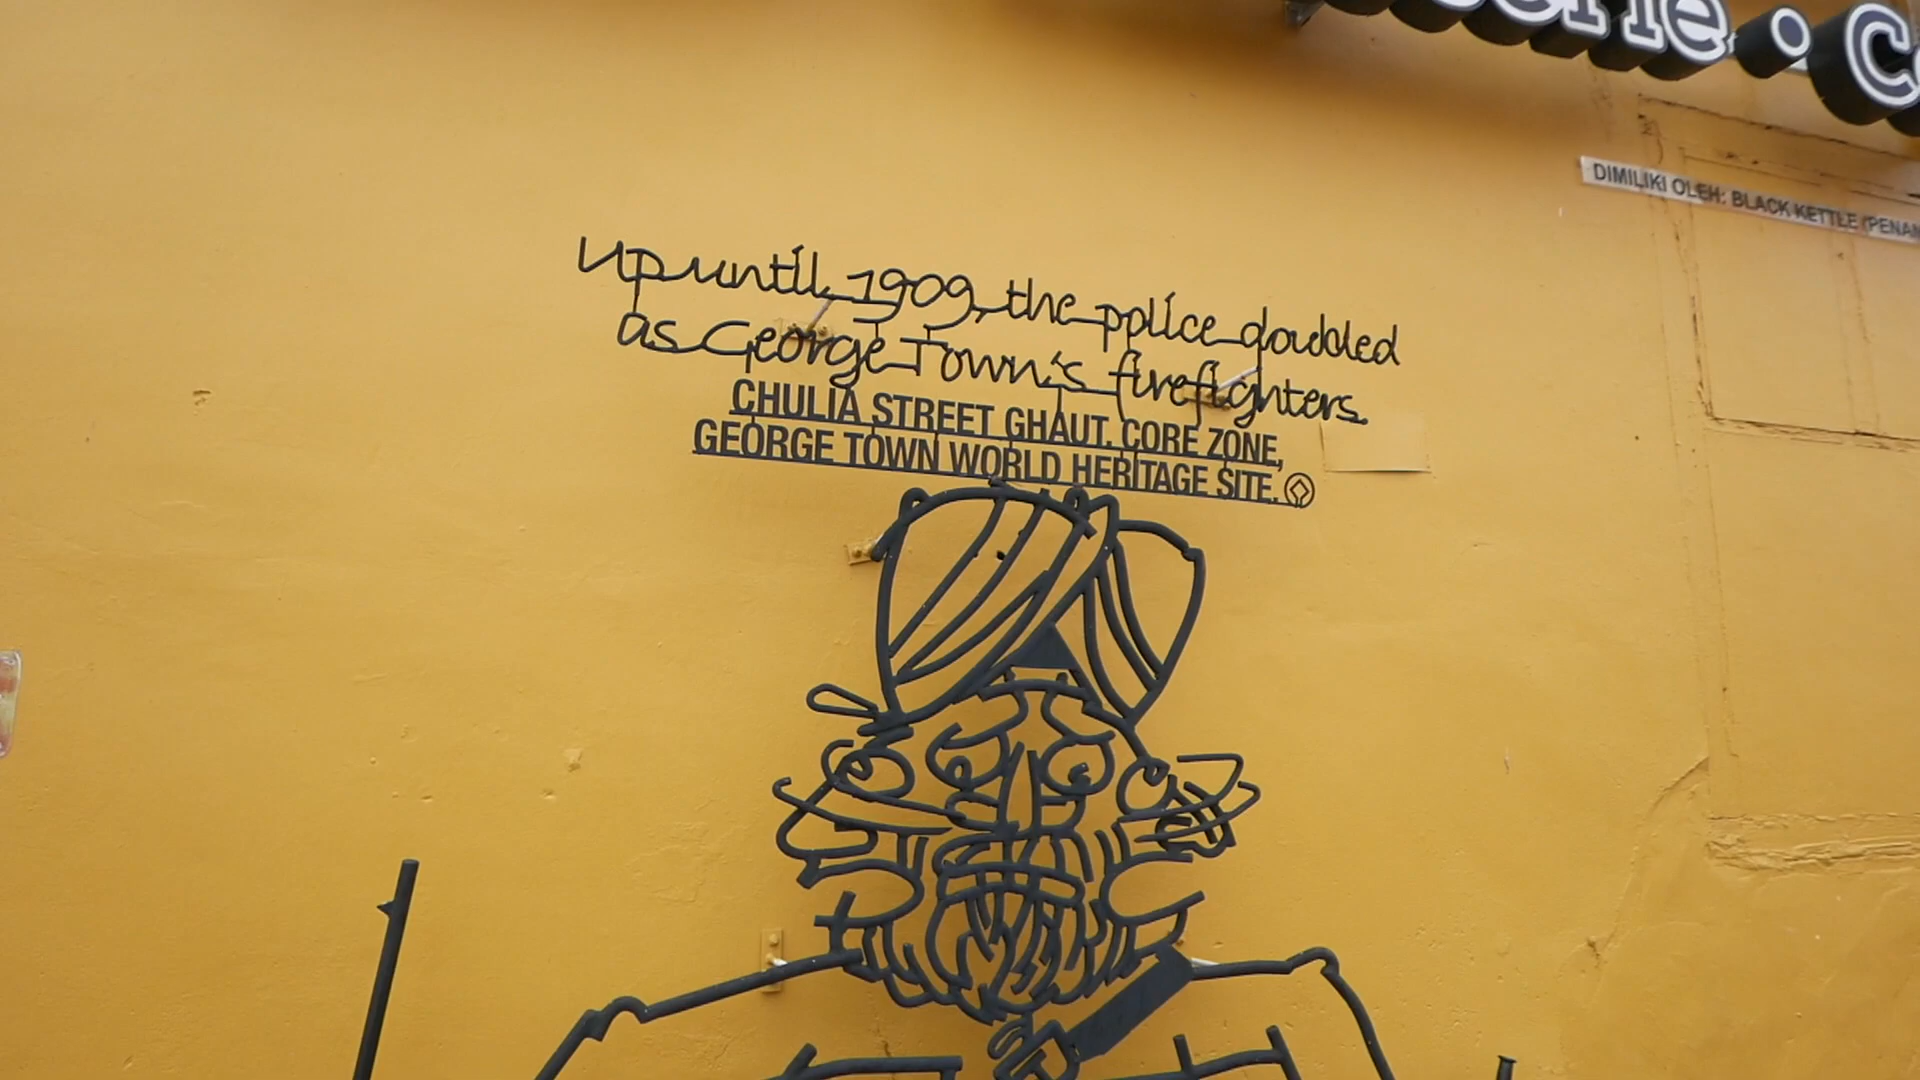 Up until 1909, the police doubled
as George Town's firefighters.
CHULIA STREET GHAUT. CORE ZONE,
GEORGE TOWN WORLD HERITAGE SITE.
DIMILIKI OLEH: BLACK KETTLE